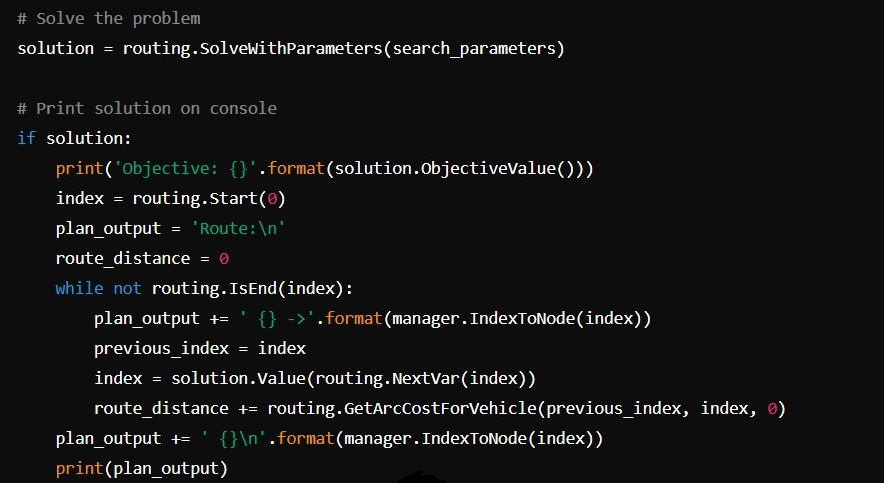 # Solve the problem
solution = routing.SolveWithParameters(search_parameters)
# Print solution on console
if solution:
    print('Objective: {}'.format(solution.ObjectiveValue()))
    index = routing.Start(0)
    plan_output = 'Route:\n'
    route_distance = 0
    while not routing.IsEnd(index):
        plan_output += ' {} ->'.format(manager.IndexToNode(index))
        previous_index = index
        index = solution.Value(routing.NextVar(index))
        route_distance += routing.GetArcCostForVehicle(previous_index, index, 0)
    plan_output += ' {}\n'.format(manager.IndexToNode(index))
    print(plan_output)